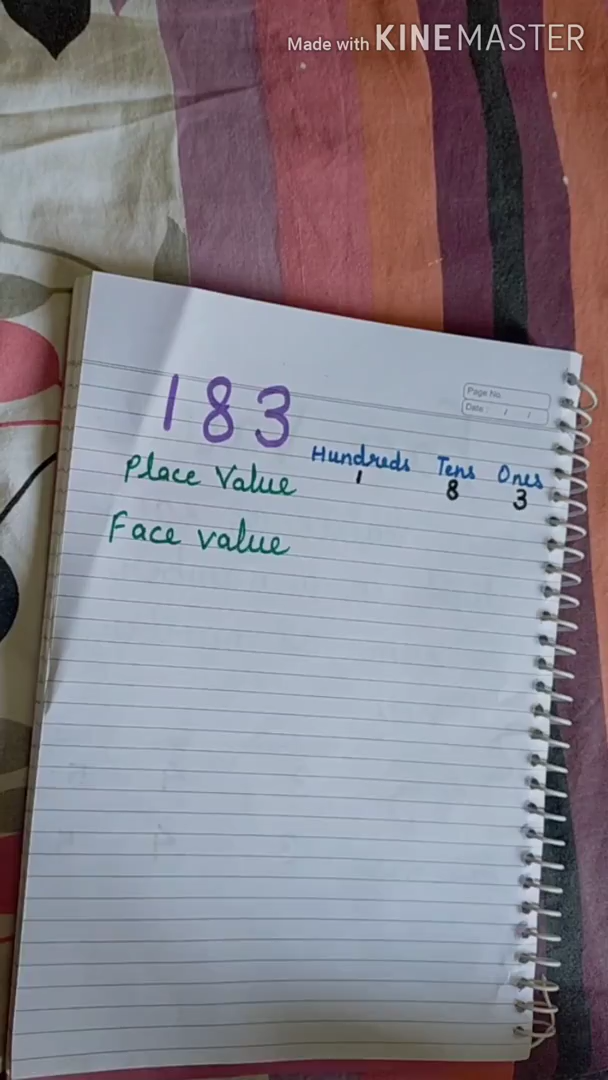 Made with KINEMASTER
Page No.
Date: / /
183
Hundreds Tens Ones
Place Value 1 8 3
Face value